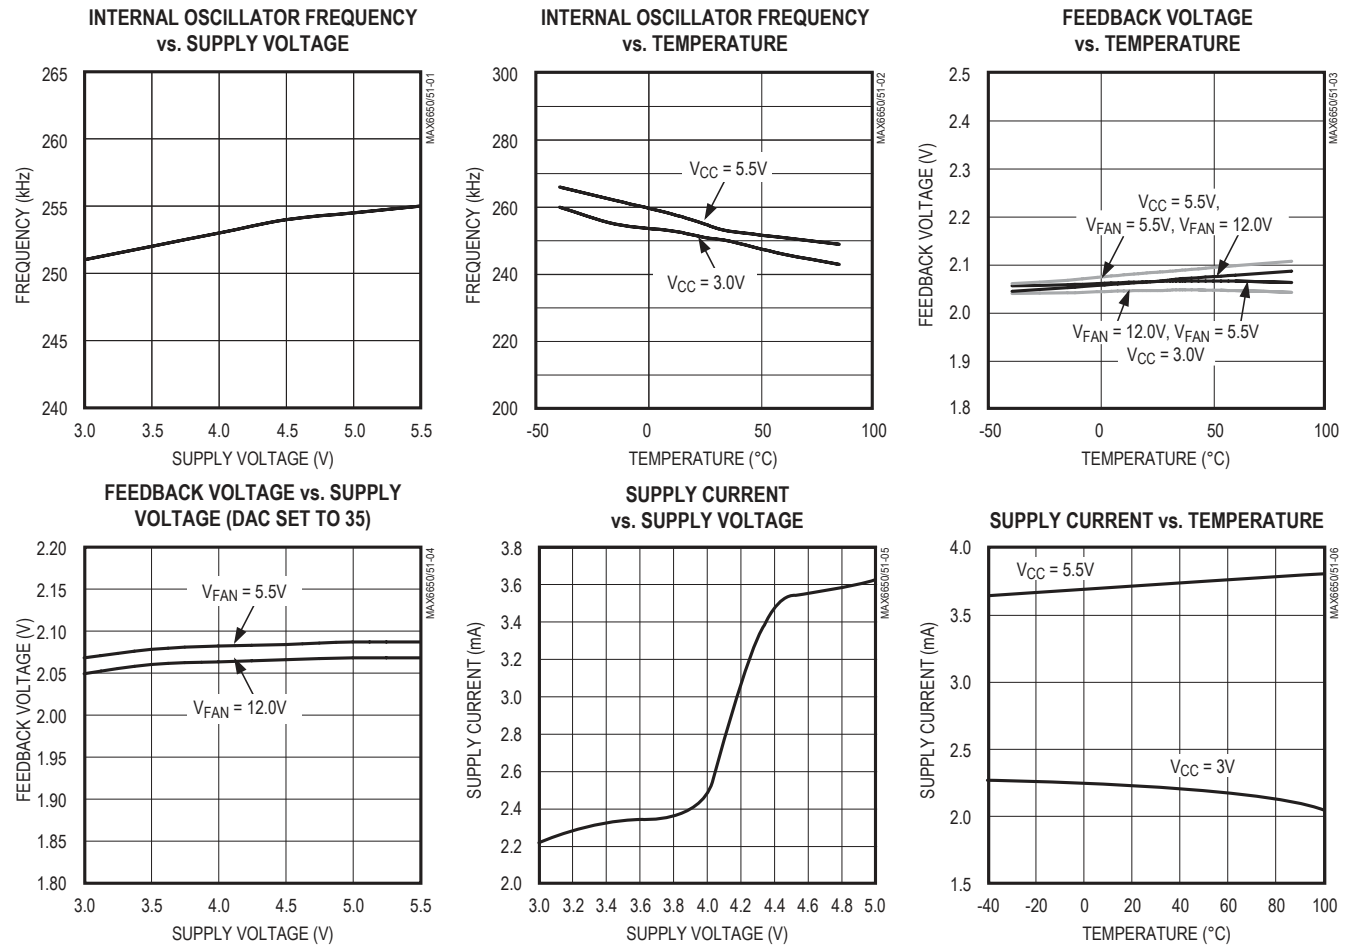 INTERNAL OSCILLATOR FREQUENCY
vs. SUPPLY VOLTAGE
265
260
255
250
245
240
FREQUENCY (kHz)
3.0 3.5 4.0 4.5 5.0 5.5
SUPPLY VOLTAGE (V)
MAX6650/51-01
INTERNAL OSCILLATOR FREQUENCY
vs. TEMPERATURE
300
280
260
240
220
200
FREQUENCY (kHz)
VCC = 5.5V
VCC = 3.0V
-50 0 50 100
TEMPERATURE (°C)
MAX6650/51-02
FEEDBACK VOLTAGE
vs. TEMPERATURE
2.5
2.4
2.3
2.2
2.1
2.0
1.9
1.8
FEEDBACK VOLTAGE (V)
VCC = 5.5V,
VFAN = 5.5V, VFAN = 12.0V
VFAN = 12.0V, VFAN = 5.5V
VCC = 3.0V
-50 0 50 100
TEMPERATURE (°C)
MAX6650/51-03
FEEDBACK VOLTAGE vs. SUPPLY
VOLTAGE (DAC SET TO 35)
2.20
2.15
2.10
2.05
2.00
1.95
1.90
1.85
1.80
FEEDBACK VOLTAGE (V)
VFAN = 5.5V
VFAN = 12.0V
3.0 3.5 4.0 4.5 5.0 5.5
SUPPLY VOLTAGE (V)
MAX6650/51-04
SUPPLY CURRENT
vs. SUPPLY VOLTAGE
3.8
3.6
3.4
3.2
3.0
2.8
2.6
2.4
2.2
2.0
SUPPLY CURRENT (mA)
3.0 3.2 3.4 3.6 3.8 4.0 4.2 4.4 4.6 4.8 5.0
SUPPLY VOLTAGE (V)
MAX6650/51-05
SUPPLY CURRENT vs. TEMPERATURE
4.0
3.5
3.0
2.5
2.0
1.5
SUPPLY CURRENT (mA)
VCC = 5.5V
VCC = 3V
-40 -20 0 20 40 60 80 100
TEMPERATURE (°C)
MAX6650/51-06